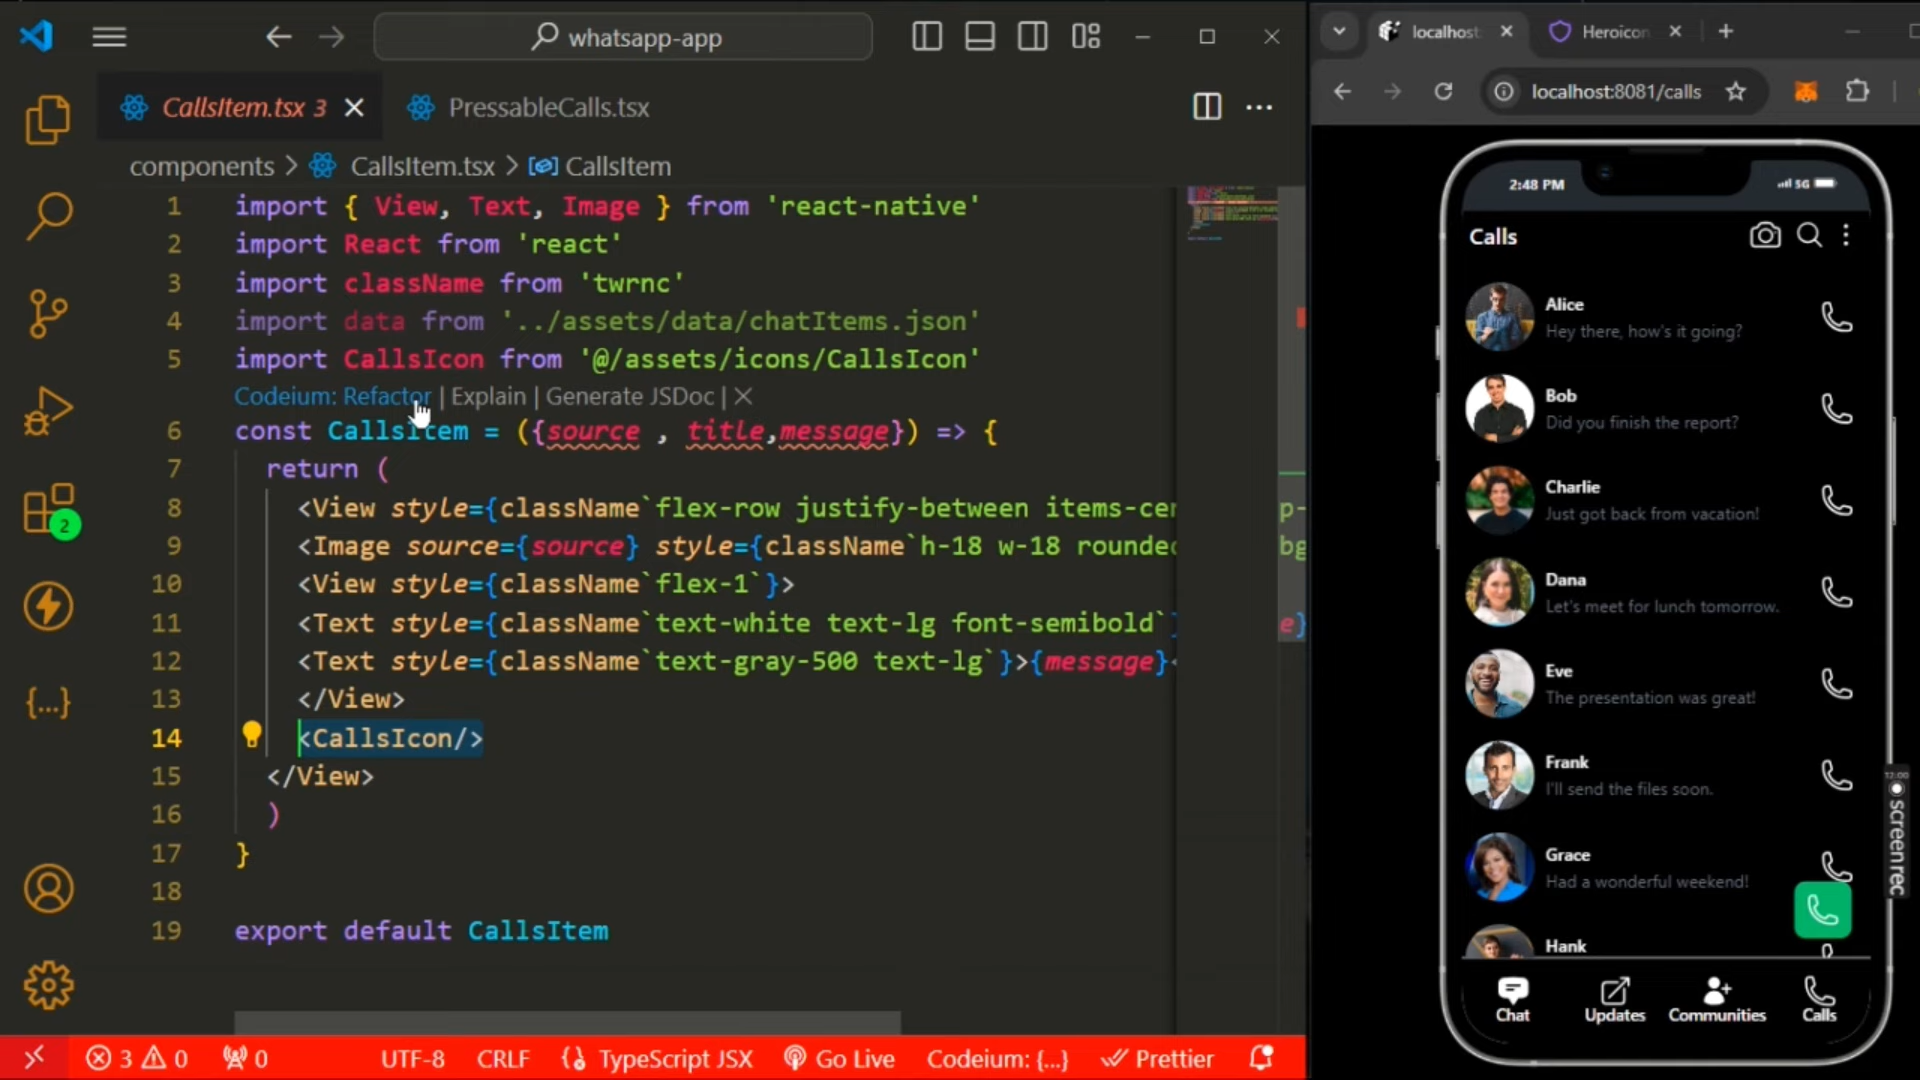 whatsapp-app
CallsItem.tsx 3
PressableCalls.tsx
components > CallsItem.tsx > CallsItem
1 import { View, Text, Image } from 'react-native'
2 import React from 'react'
3 import className from 'twrnc'
4 import data from '../assets/data/chatItems.json'
5 import CallsIcon from '@/assets/icons/CallsIcon'
Codeium: Refactor | Explain | Generate JSDoc | ✕
6 const CallsItem = ({source , title,message}) => {
7 return (
8 <View style={className`flex-row justify-between items-cen p-
9 <Image source={source} style={className`h-18 w-18 rounded bg
10 <View style={className`flex-1`}>
11 <Text style={className`text-white text-lg font-semibold`} e}
12 <Text style={className`text-gray-500 text-lg`}>{message}<
13 </View>
14 <CallsIcon/>
15 </View>
16 )
17 }
18
19 export default CallsItem
2
{...}
3 0
0
UTF-8
CRLF
TypeScript JSX
Go Live
Codeium: {...}
Prettier
localhost:
Heroicon
localhost:8081/calls
2:48 PM
5G
Calls
Alice
Hey there, how's it going?
Bob
Did you finish the report?
Charlie
Just got back from vacation!
Dana
Let's meet for lunch tomorrow.
Eve
The presentation was great!
Frank
I'll send the files soon.
Grace
Had a wonderful weekend!
Hank
Chat
Updates
Communities
Calls
screenrec